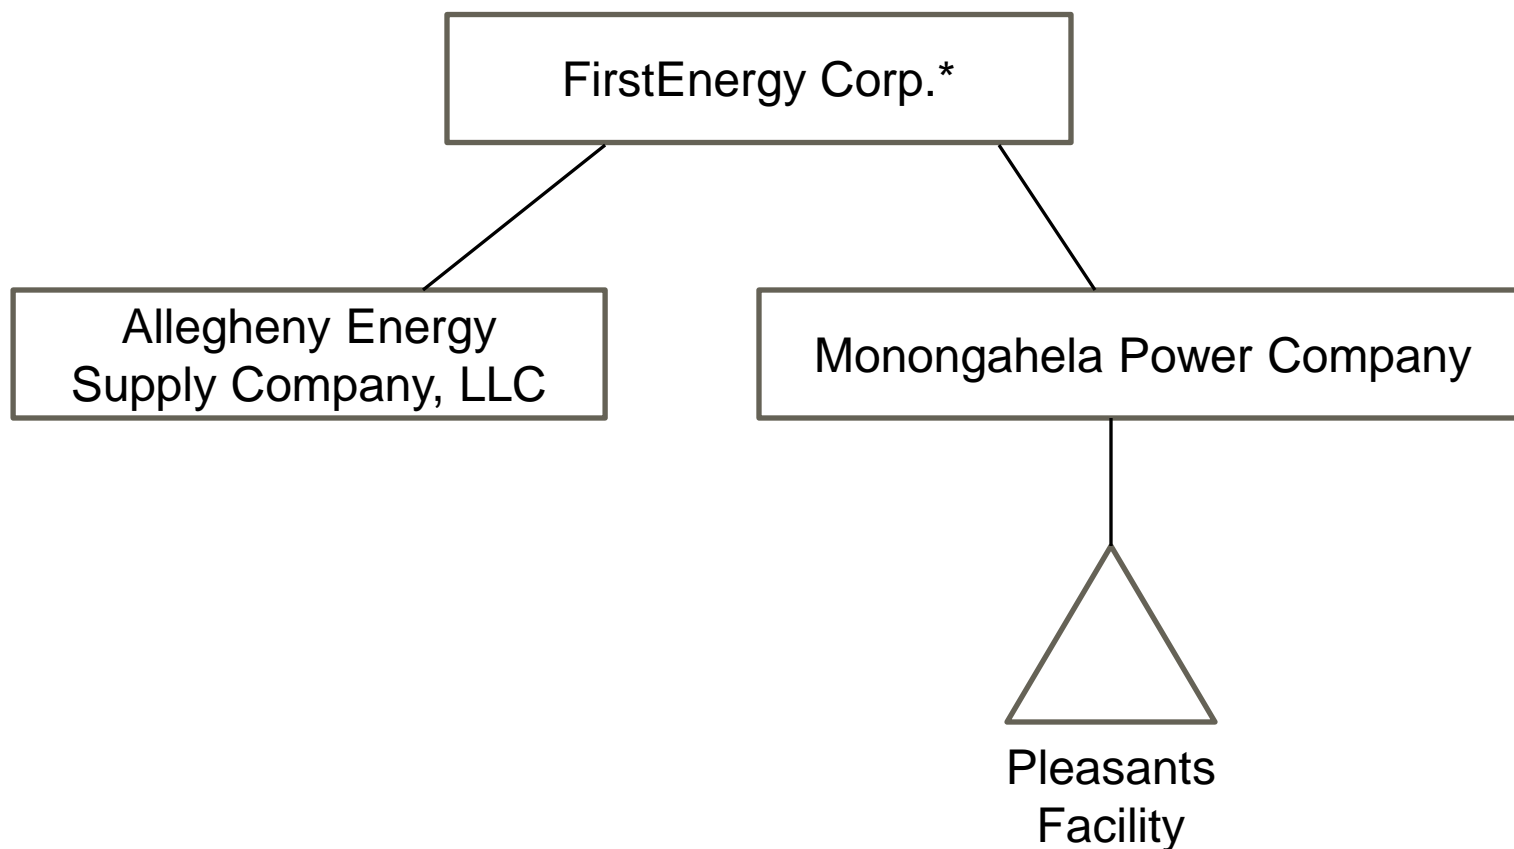 FirstEnergy Corp.*
Allegheny Energy
Supply Company, LLC
Monongahela Power Company
Pleasants
Facility